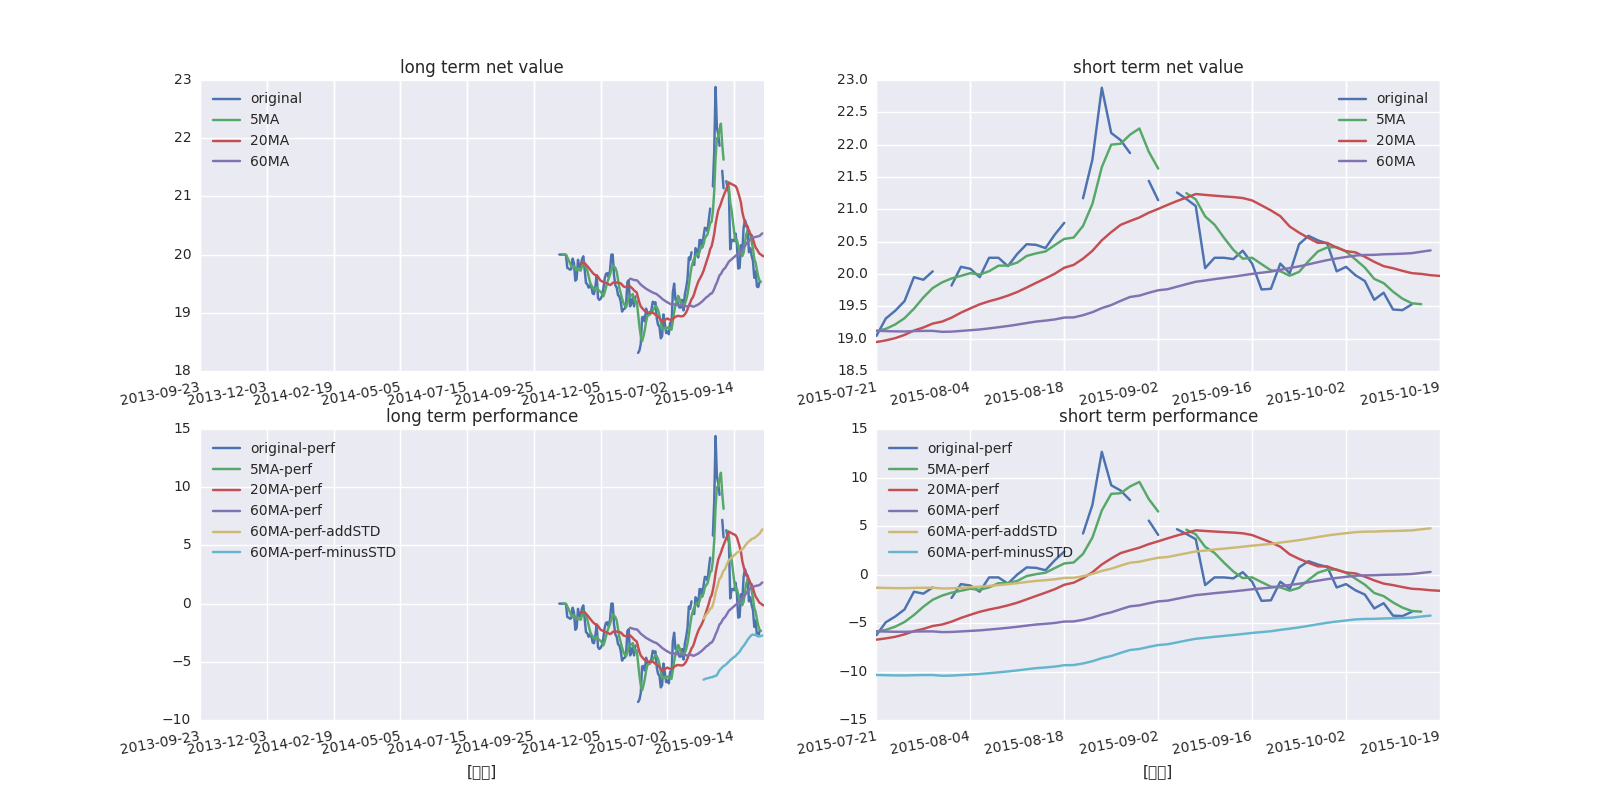 long term net value
23
22
21
20
19
18
original
5MA
20MA
60MA
2013-09-23
2013-12-03
2014-02-19
2014-05-05
2014-07-15
2014-09-25
2014-12-05
2015-07-02
2015-09-14
short term net value
23.0
22.5
22.0
21.5
21.0
20.5
20.0
19.5
19.0
18.5
original
5MA
20MA
60MA
2015-07-21
2015-08-04
2015-08-18
2015-09-02
2015-09-16
2015-10-02
2015-10-19
long term performance
15
10
5
0
−5
−10
original-perf
5MA-perf
20MA-perf
60MA-perf
60MA-perf-addSTD
60MA-perf-minusSTD
2013-09-23
2013-12-03
2014-02-19
2014-05-05
2014-07-15
2014-09-25
2014-12-05
2015-07-02
2015-09-14
[▯▯]
short term performance
15
10
5
0
−5
−10
−15
original-perf
5MA-perf
20MA-perf
60MA-perf
60MA-perf-addSTD
60MA-perf-minusSTD
2015-07-21
2015-08-04
2015-08-18
2015-09-02
2015-09-16
2015-10-02
2015-10-19
[▯▯]